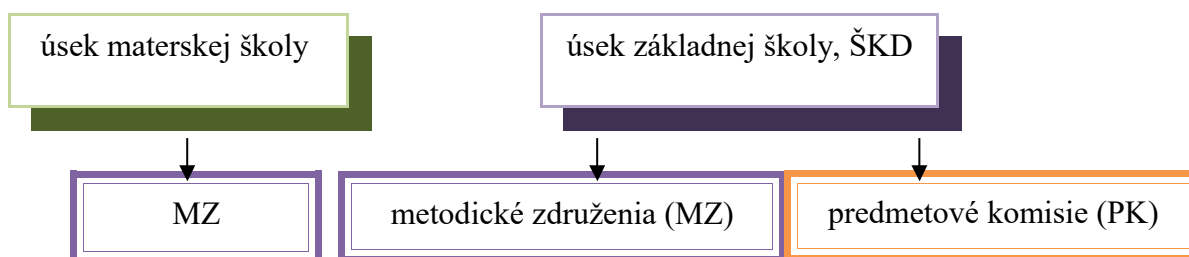 úsek materskej školy
úsek základnej školy, ŠKD
MZ
metodické združenia (MZ)
predmetové komisie (PK)